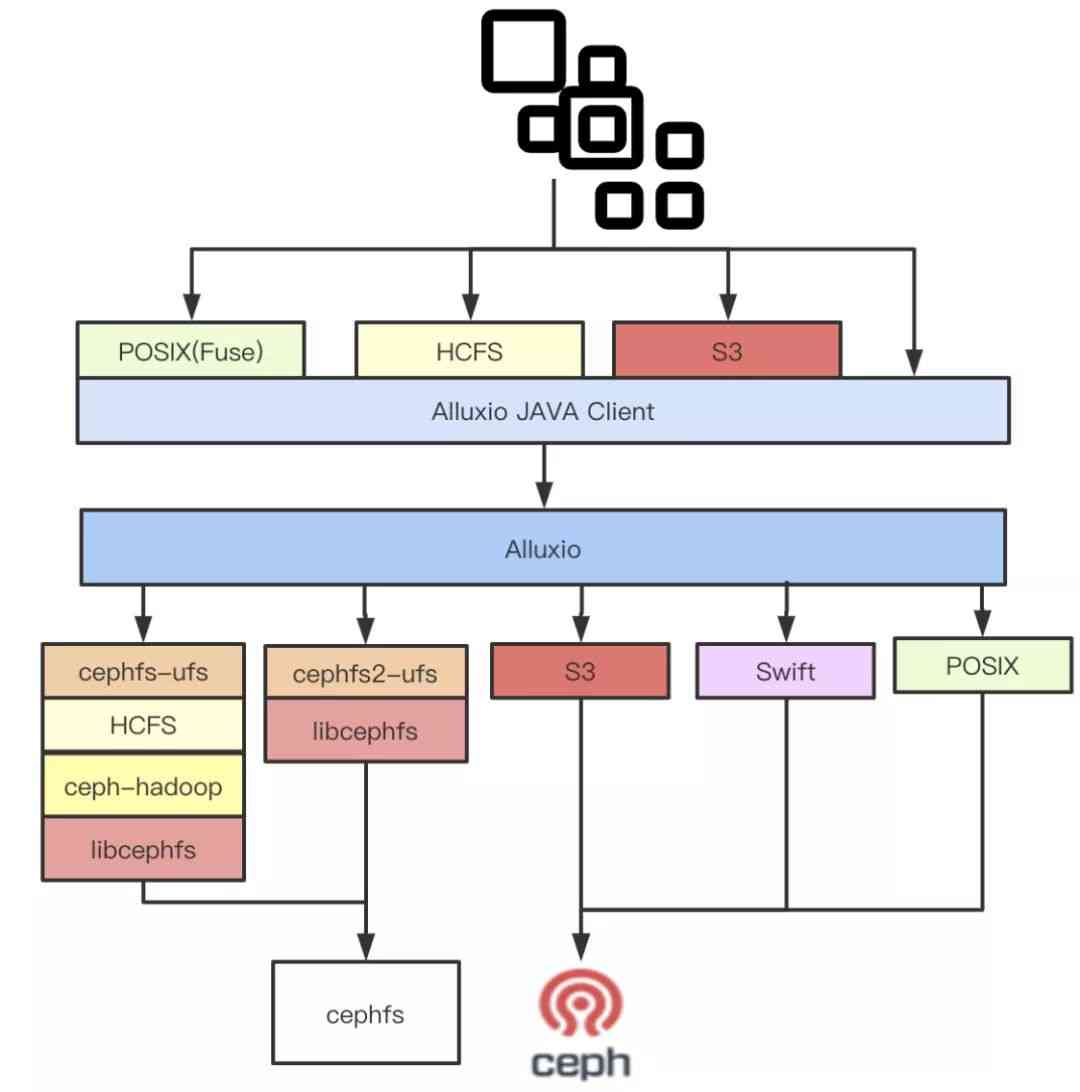 POSIX(Fuse)
HCFS
S3
Alluxio JAVA Client
Alluxio
cephfs-ufs
HCFS
ceph-hadoop
libcephfs
cephfs2-ufs
libcephfs
S3
Swift
POSIX
cephfs
ceph